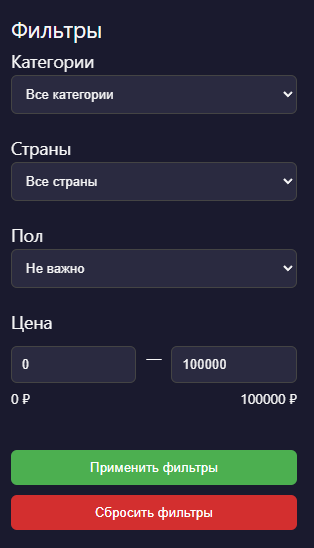 Фильтры
Категории
Все категории
Страны
Все страны
Пол
Не важно
Цена
0 — 100000
0 ₽ 100000 ₽
Применить фильтры
Сбросить фильтры